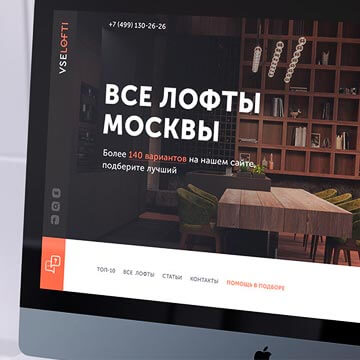 VSELOFTI
+7 (499) 130-26-26
ВСЕ ЛОФТЫ
МОСКВЫ
Более 140 вариантов на нашем сайте,
подберите лучший
ТОП-10 ВСЕ ЛОФТЫ СТАТЬИ КОНТАКТЫ ПОМОЩЬ В ПОДБОРЕ